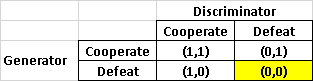 Discriminator
Cooperate Defeat
Generator Cooperate (1,1) (0,1)
Defeat (1,0) (0,0)